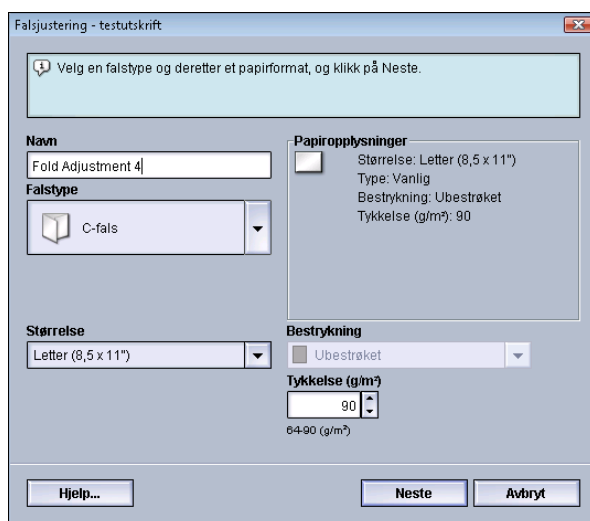 Falsjustering - testutskrift
Velg en falstype og deretter et papirformat, og klikk på Neste.
Navn
Fold Adjustment 4
Falstype
C-fals
Papiropplysninger
Størrelse: Letter (8,5 x 11")
Type: Vanlig
Bestrykning: Ubestrøket
Tykkelse (g/m²): 90
Størrelse
Letter (8,5 x 11")
Bestrykning
Ubestrøket
Tykkelse (g/m²)
90
64-90 (g/m²)
Hjelp...
Neste
Avbryt